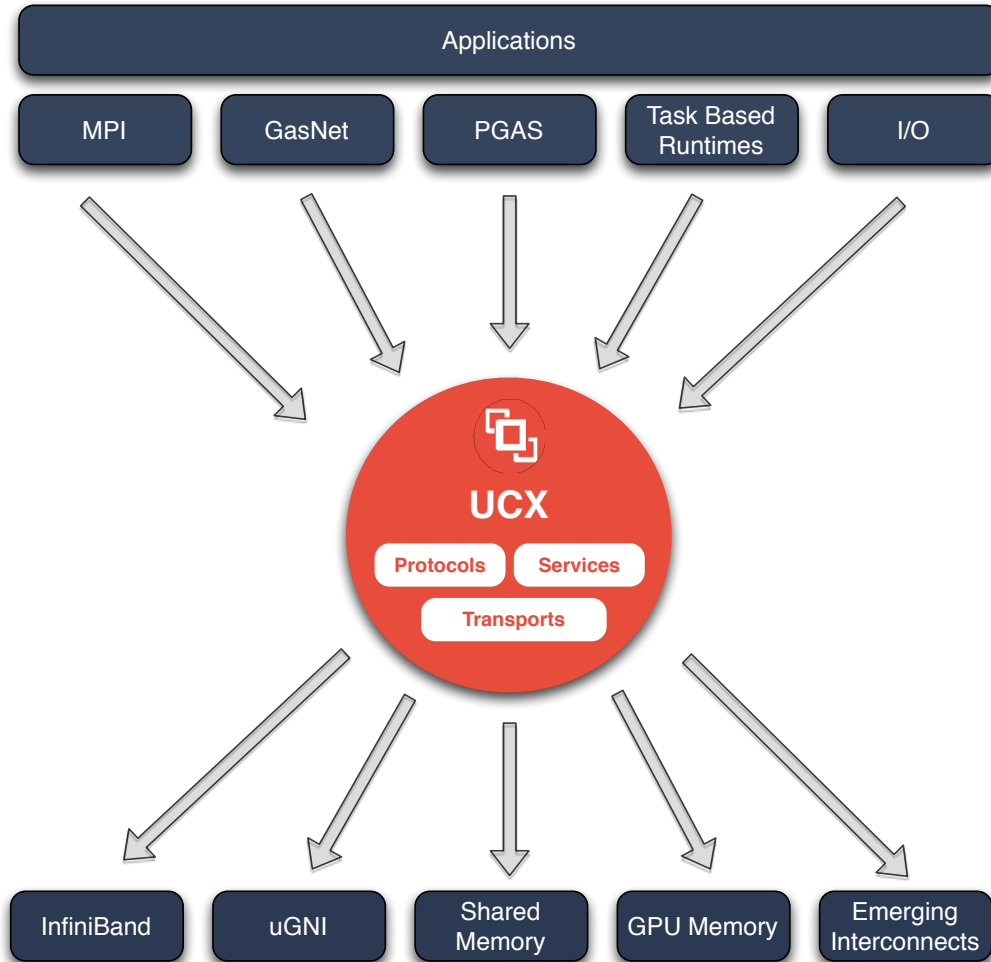 Applications
MPI
GasNet
PGAS
Task Based
Runtimes
I/O
UCX
Protocols
Services
Transports
InfiniBand
uGNI
Shared
Memory
GPU Memory
Emerging
Interconnects